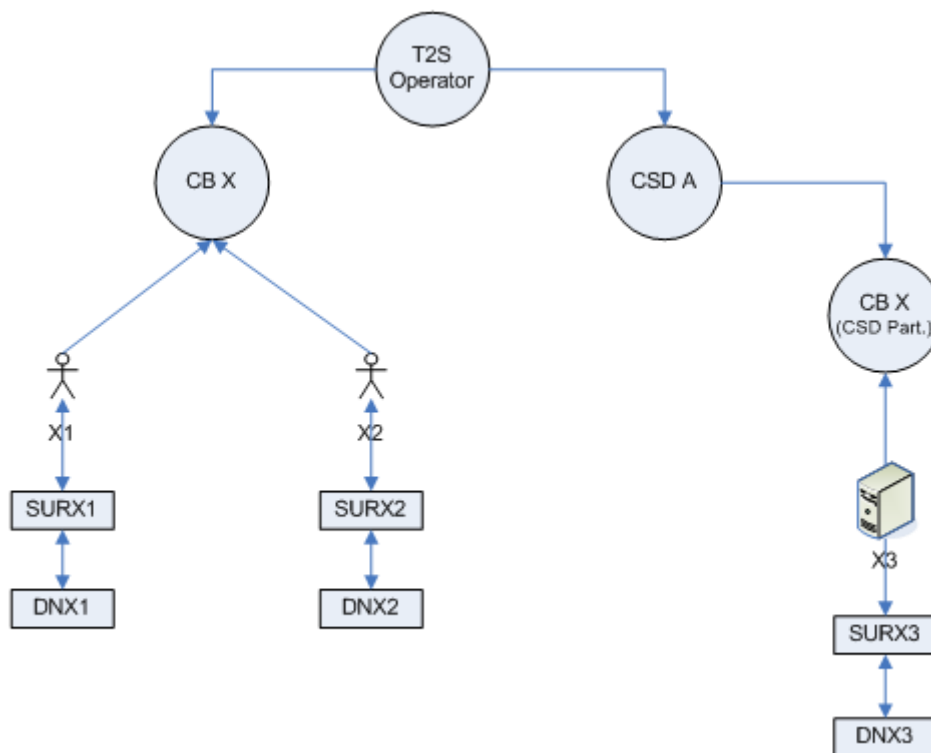 T2S
Operator
CB X
CSD A
CB X
(CSD Part.)
X1
X2
SURX1
SURX2
X3
DNX1
DNX2
SURX3
DNX3